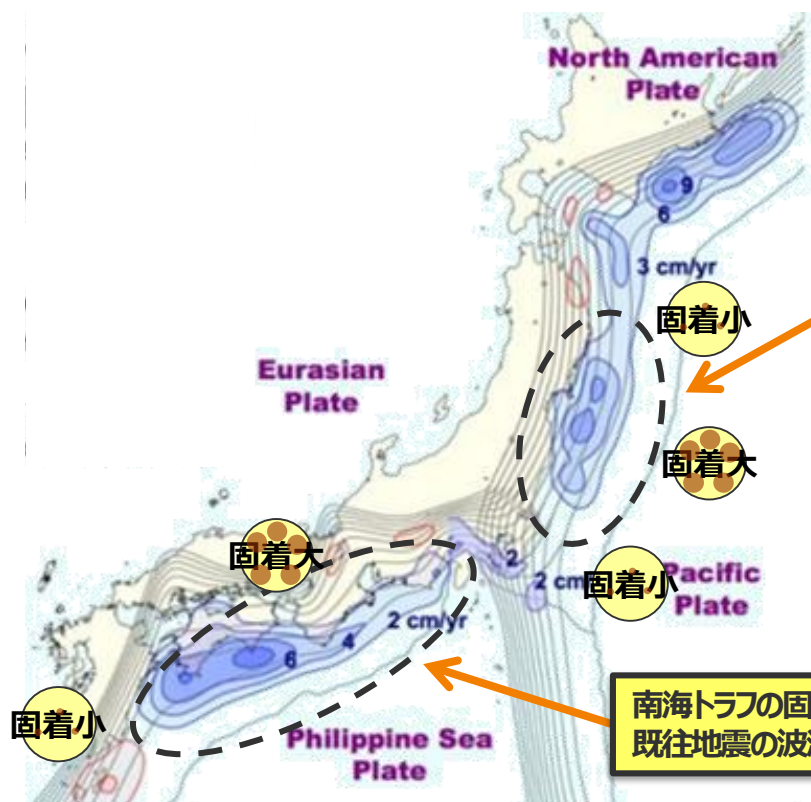 North American
Plate
9
6
3 cm/yr
固着小
Eurasian
Plate
固着大
固着大
2
2 cm
固着小
Pacific
Plate
2 cm/yr
4
6
固着小
Philippine Sea
Plate
南海トラフの固
既往地震の波